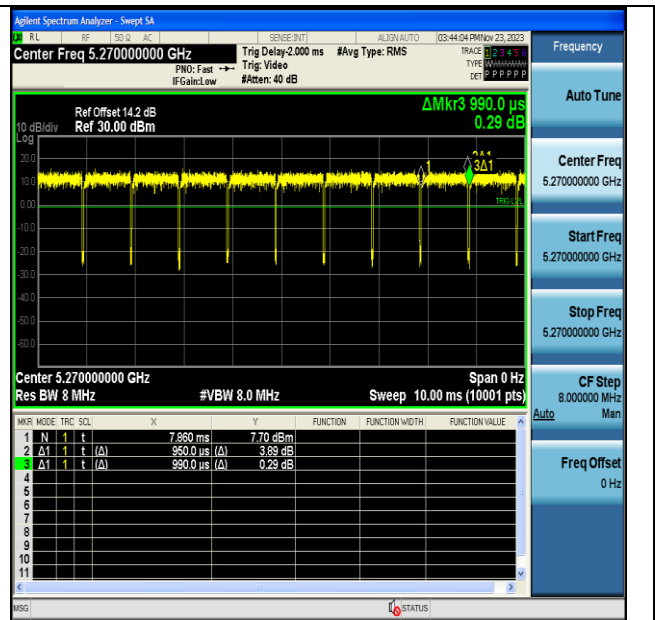 Agilent Spectrum Analyzer - Swept SA
RL RF 50 Ω AC SENSE:INT ALIGN AUTO 03:44:04 PM Nov 23, 2023
Center Freq 5.270000000 GHz
PNO: Fast
IFGain:Low
Trig Delay-2.000 ms
Trig: Video
#Atten: 40 dB
#Avg Type: RMS
TRACE 1 2 3 4 5 6
TYPE WWWWWW
DET P P P P P P
Ref Offset 14.2 dB
Ref 30.00 dBm
10 dB/div
Log
ΔMkr3 990.0 µs
0.29 dB
20.0
10.0
0.00
-10.0
-20.0
-30.0
-40.0
-50.0
-60.0
1
2Δ1
3Δ1
TRIG LVL
Center 5.270000000 GHz Span 0 Hz
Res BW 8 MHz #VBW 8.0 MHz Sweep 10.00 ms (10001 pts)
MKR MODE TRC SCL X Y FUNCTION FUNCTION WIDTH FUNCTION VALUE
1 N 1 t 7.860 ms 7.70 dBm
2 Δ1 1 t (Δ) 950.0 µs (Δ) 3.89 dB
3 Δ1 1 t (Δ) 990.0 µs (Δ) 0.29 dB
4
5
6
7
8
9
10
11
MSG STATUS
Frequency
Auto Tune
Center Freq
5.270000000 GHz
Start Freq
5.270000000 GHz
Stop Freq
5.270000000 GHz
CF Step
8.000000 MHz
Auto Man
Freq Offset
0 Hz